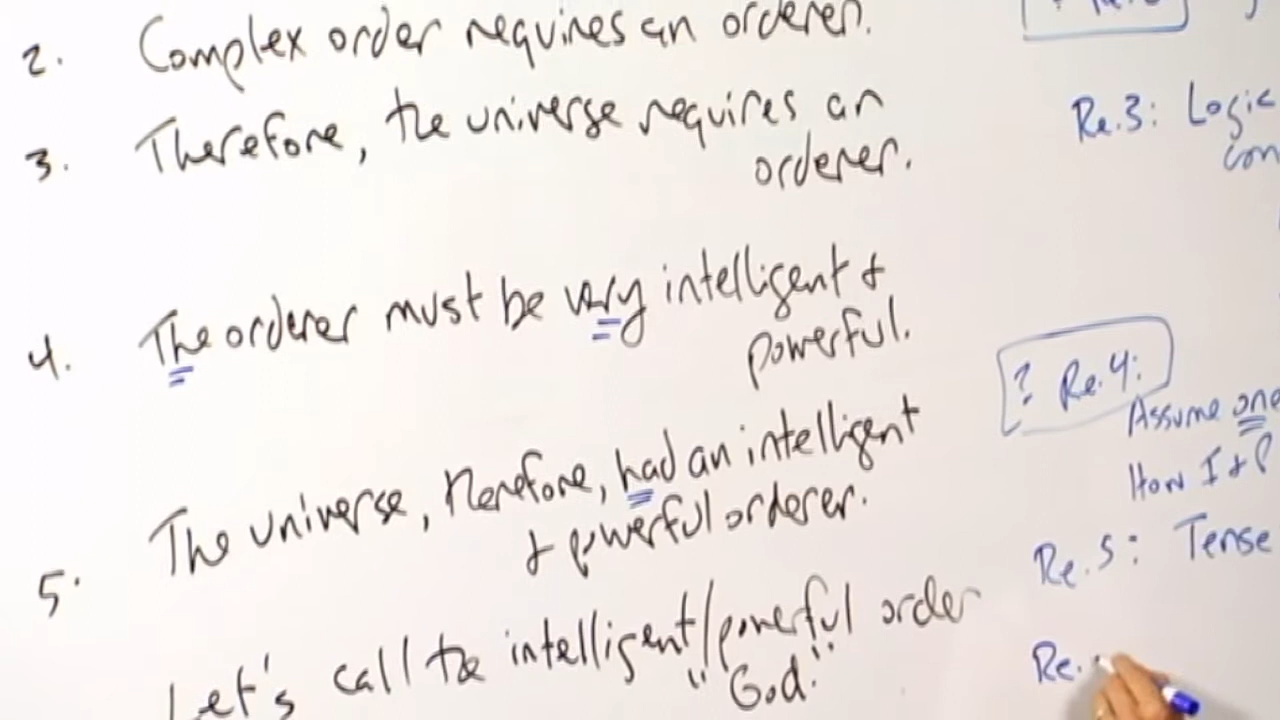 2. Complex order requires an orderer.
3. Therefore, the universe requires an
orderer.
4. The orderer must be very intelligent &
powerful.
5. The universe, therefore, had an intelligent
& powerful orderer.
Let's call the intelligent/powerful order
"God."
Re.3: Logic
con
? Re.4:
Assume one
How I & P
Re.5: Tense
Re.